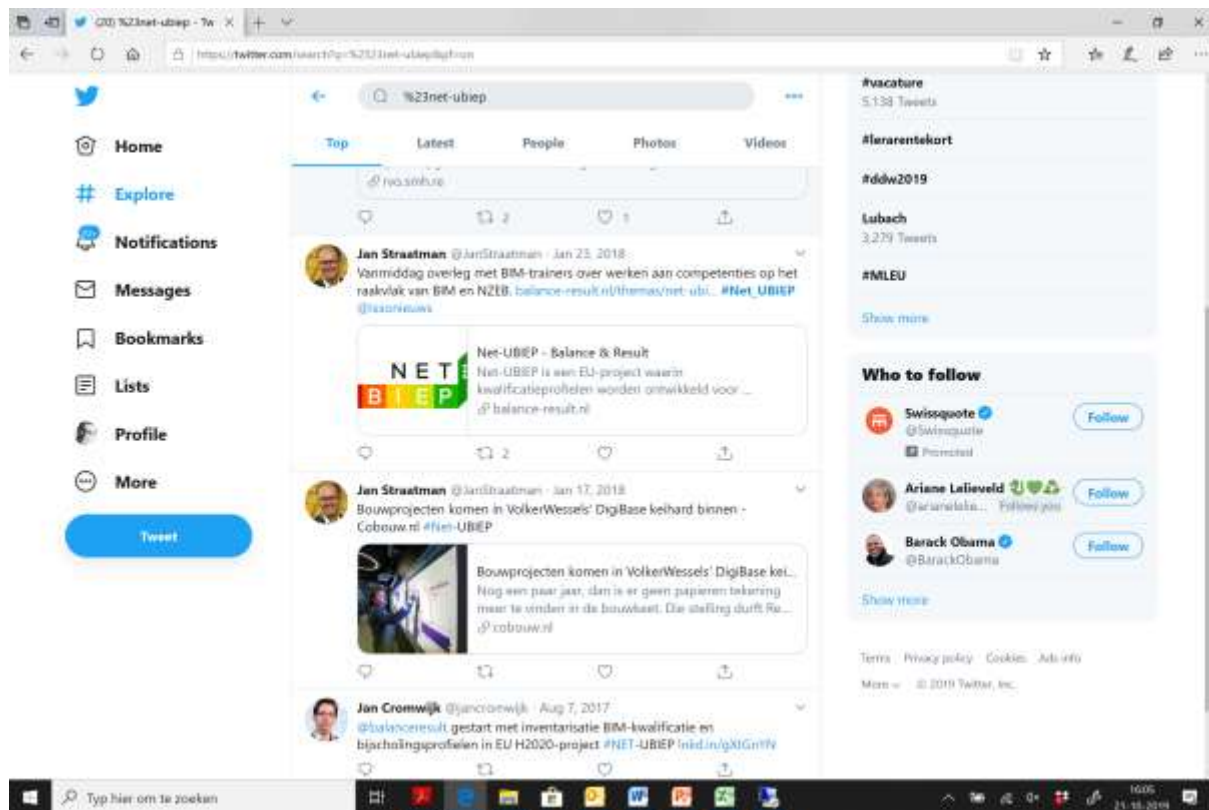 (20) %23net-ubiep - Tw
https://twitter.com/search?q=%2523net-ubiep&pf=on
Home
Explore
Notifications
Messages
Bookmarks
Lists
Profile
More
Tweet
%23net-ubiep
Top Latest People Photos Videos
rvo.smh.re
2 1
Jan Straatman @JanStraatman · Jan 23, 2018
Vanmiddag overleg met BIM-trainers over werken aan competenties op het
raakvlak van BIM en NZEB. balance-result.nl/themas/net-ubi... #Net_UBIEP
NET
BIEP
Net-UBIEP - Balance & Result
Net-UBIEP is een EU-project waarin
kwalificatieprofielen worden ontwikkeld voor ...
balance-result.nl
2
Jan Straatman @JanStraatman · Jan 17, 2018
Bouwprojecten komen in VolkerWessels' DigiBase keihard binnen -
Cobouw.nl #Net-UBIEP
Bouwprojecten komen in VolkerWessels' DigiBase kei...
Nog een paar jaar, dan is er geen papieren tekening
meer te vinden in de bouwkeet. Die stelling durft Re...
cobouw.nl
Jan Cromwijk @jancromwijk · Aug 7, 2017
@balanceresult gestart met inventarisatie BIM-kwalificatie en
bijscholingsprofielen in EU H2020-project #NET-UBIEP
#vacature
5.138 Tweets
#lerarentekort
#ddw2019
Lubach
3,279 Tweets
#MLEU
Show more
Who to follow
Swissquote
@Swissquote
Promoted
Follow
Ariane Lelieveld
@arianelele... Follows you
Follow
Barack Obama
@BarackObama
Follow
Show more
Terms Privacy policy Cookies Ads info
More © 2019 Twitter, Inc.
Typ hier om te zoeken
16:05
21-10-2019